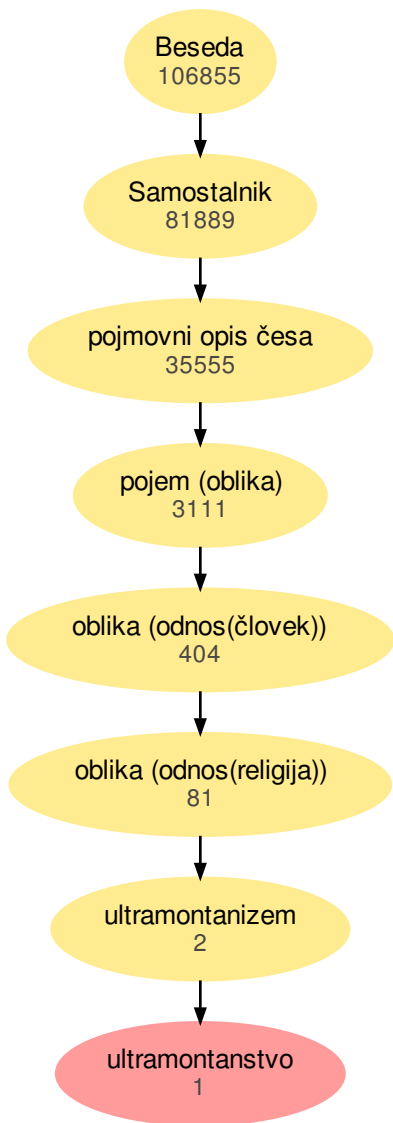 Beseda
106855
Samostalnik
81889
pojmovni opis česa
35555
pojem (oblika)
3111
oblika (odnos(človek))
404
oblika (odnos(religija))
81
ultramontanizem
2
ultramontanstvo
1